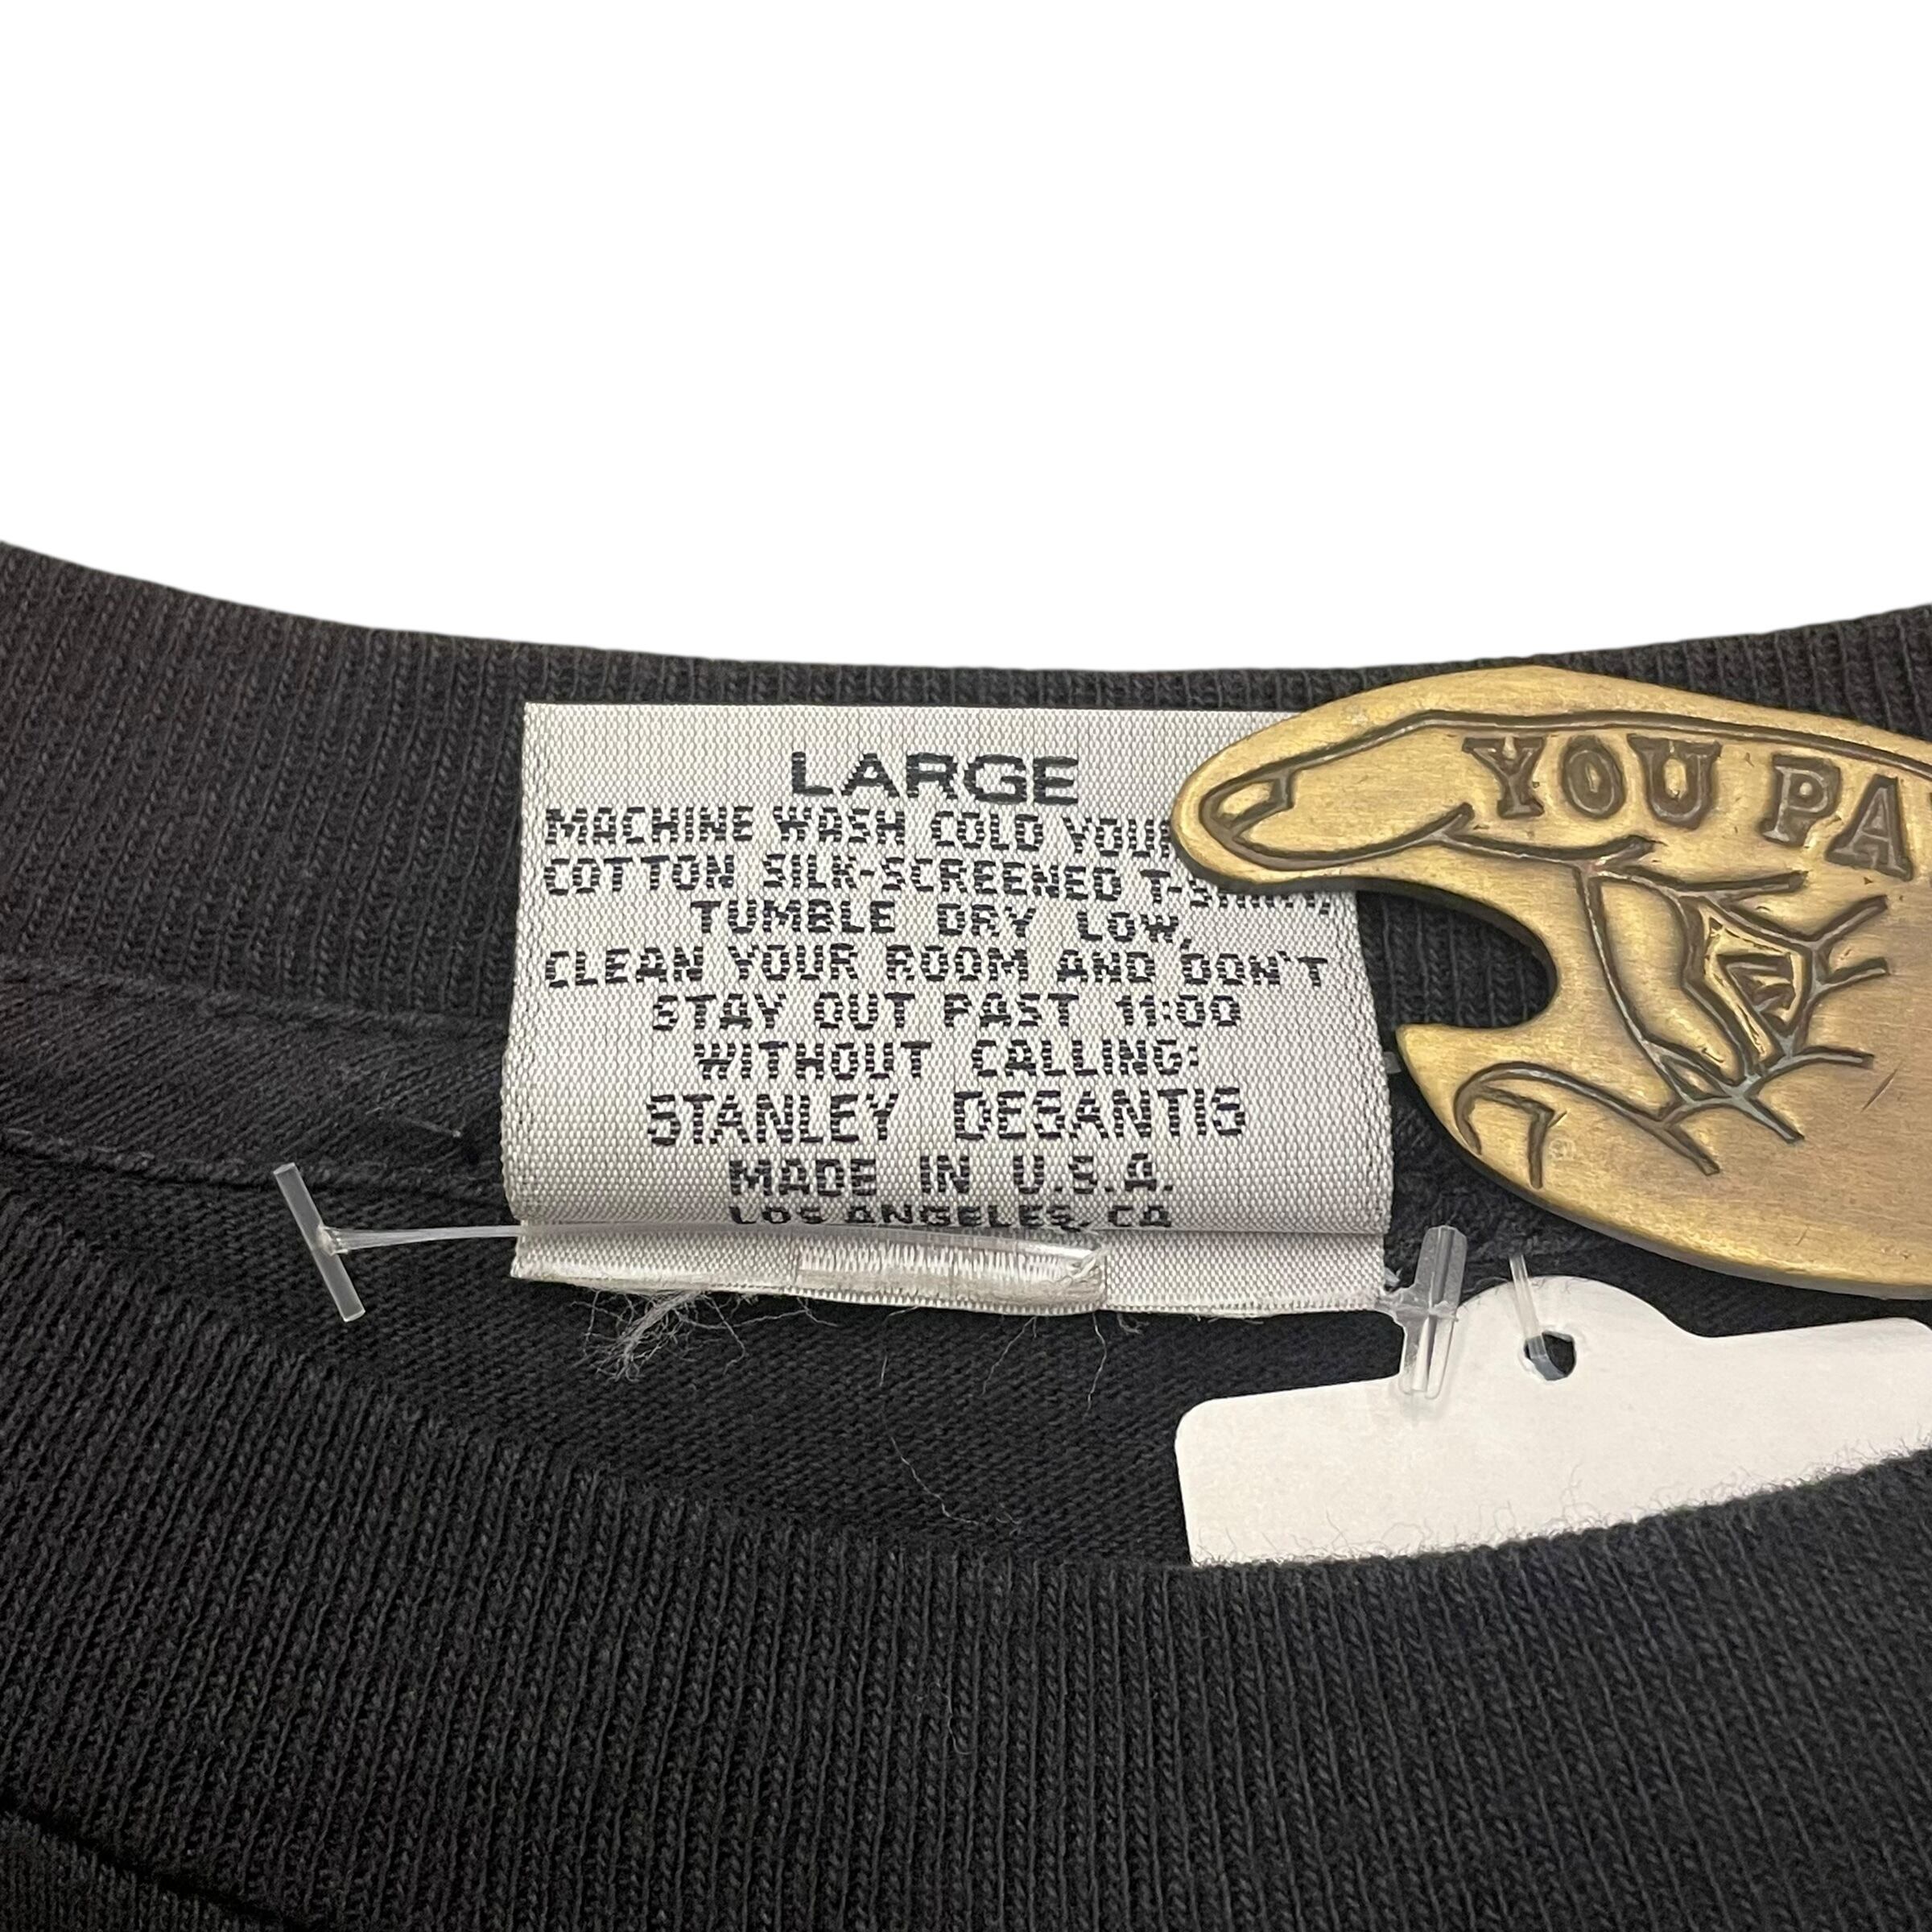 LARGE
MACHINE WASH COLD YOUR
COTTON SILK-SCREENED T-SHIRT,
TUMBLE DRY LOW,
CLEAN YOUR ROOM AND DON'T
STAY OUT PAST 11:00
WITHOUT CALLING:
STANLEY DESANTIS
MADE IN U.S.A.
LOS ANGELES, CA
YOU PA